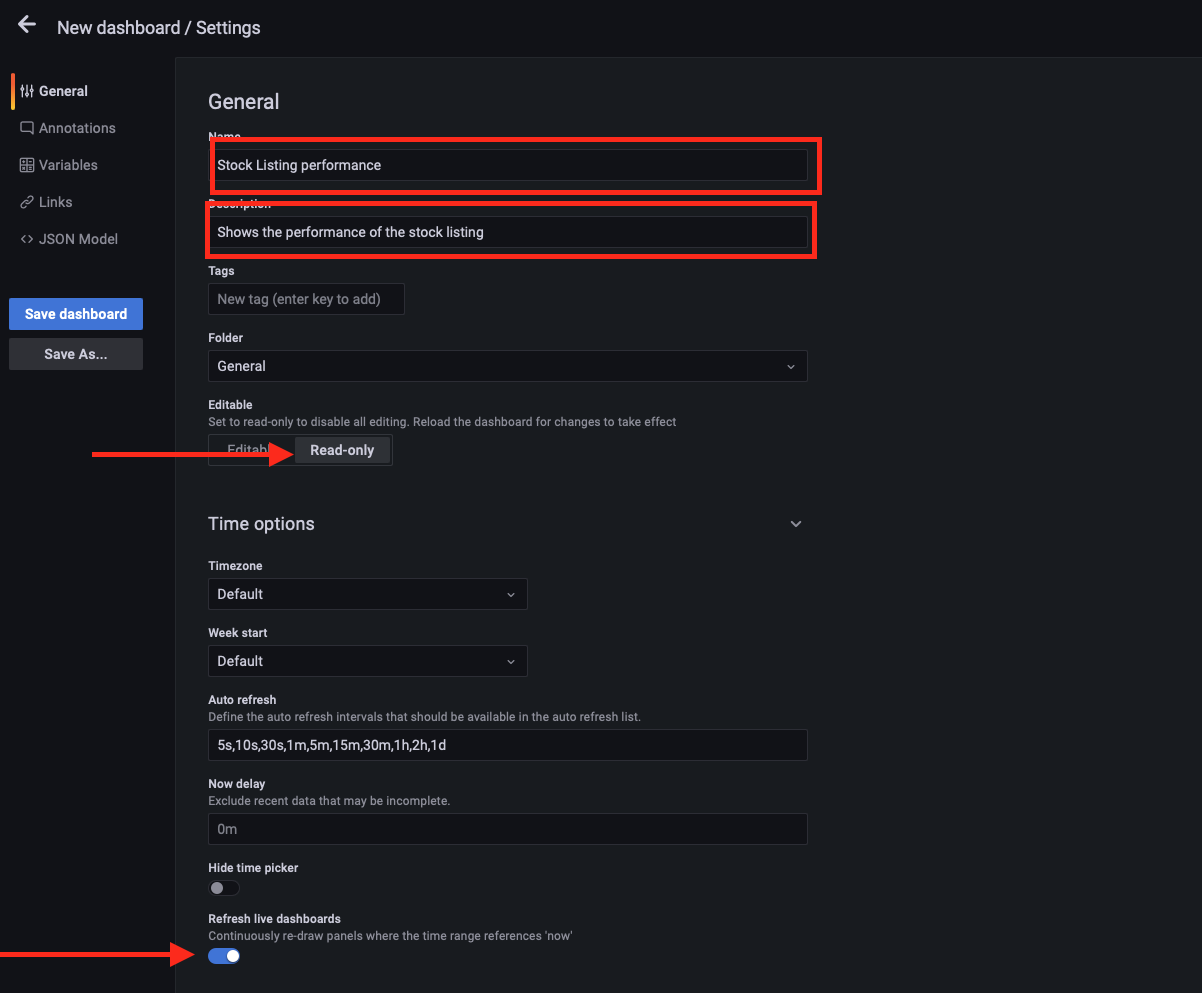 New dashboard / Settings
General
Annotations
Variables
Links
JSON Model
Save dashboard
Save As...
General
Name
Stock Listing performance
Description
Shows the performance of the stock listing
Tags
New tag (enter key to add)
Folder
General
Editable
Set to read-only to disable all editing. Reload the dashboard for changes to take effect
Editable Read-only
Time options
Timezone
Default
Week start
Default
Auto refresh
Define the auto refresh intervals that should be available in the auto refresh list.
5s,10s,30s,1m,5m,15m,30m,1h,2h,1d
Now delay
Exclude recent data that may be incomplete.
0m
Hide time picker
Refresh live dashboards
Continuously re-draw panels where the time range references 'now'